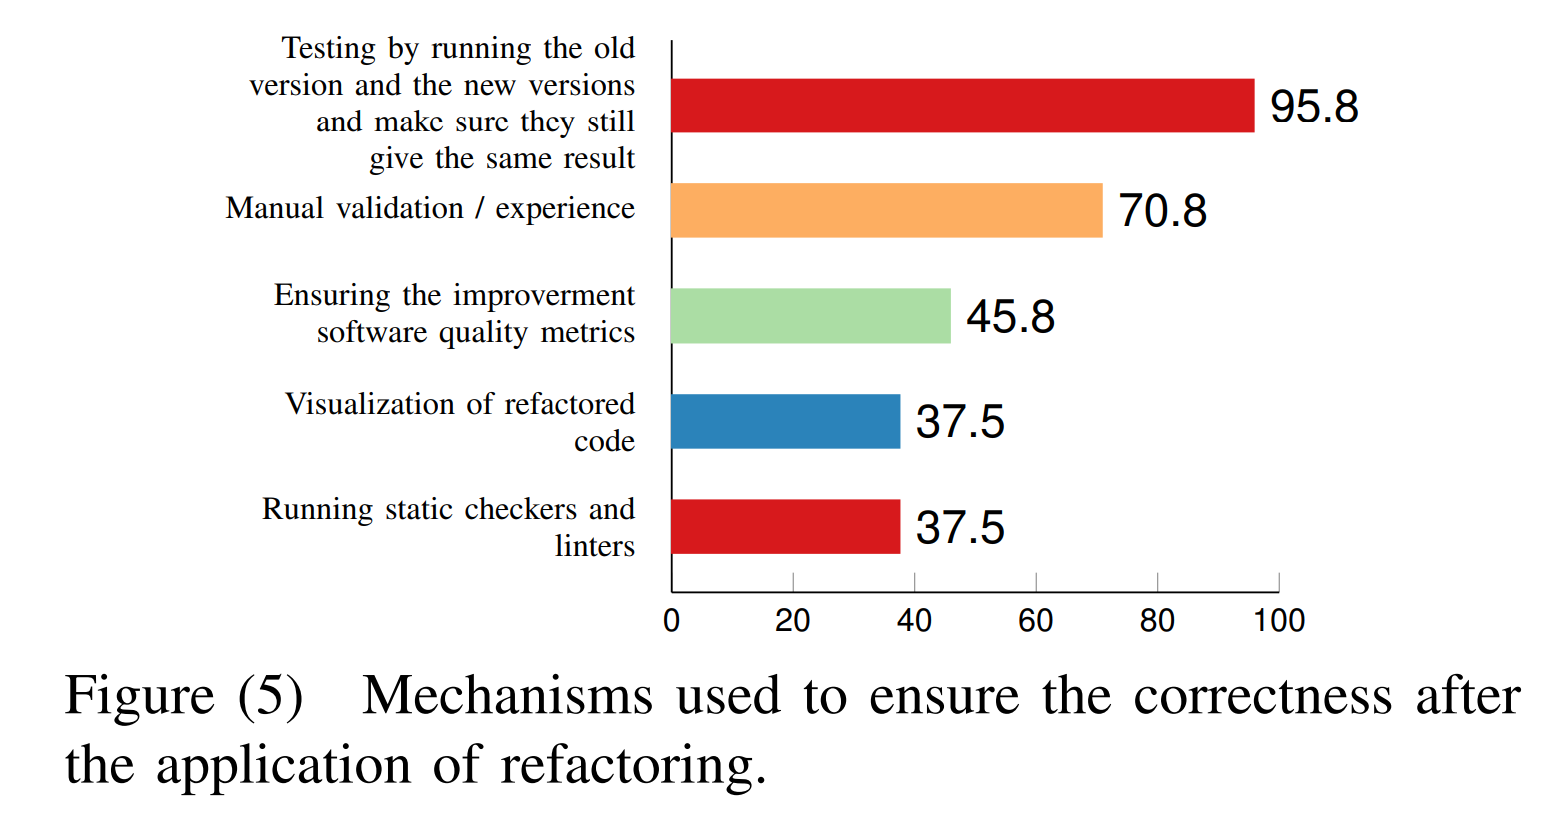 Testing by running the old
version and the new versions
and make sure they still
give the same result
95.8
Manual validation / experience
70.8
Ensuring the improverment
software quality metrics
45.8
Visualization of refactored
code
37.5
Running static checkers and
linters
37.5
0 20 40 60 80 100
Figure (5) Mechanisms used to ensure the correctness after
the application of refactoring.